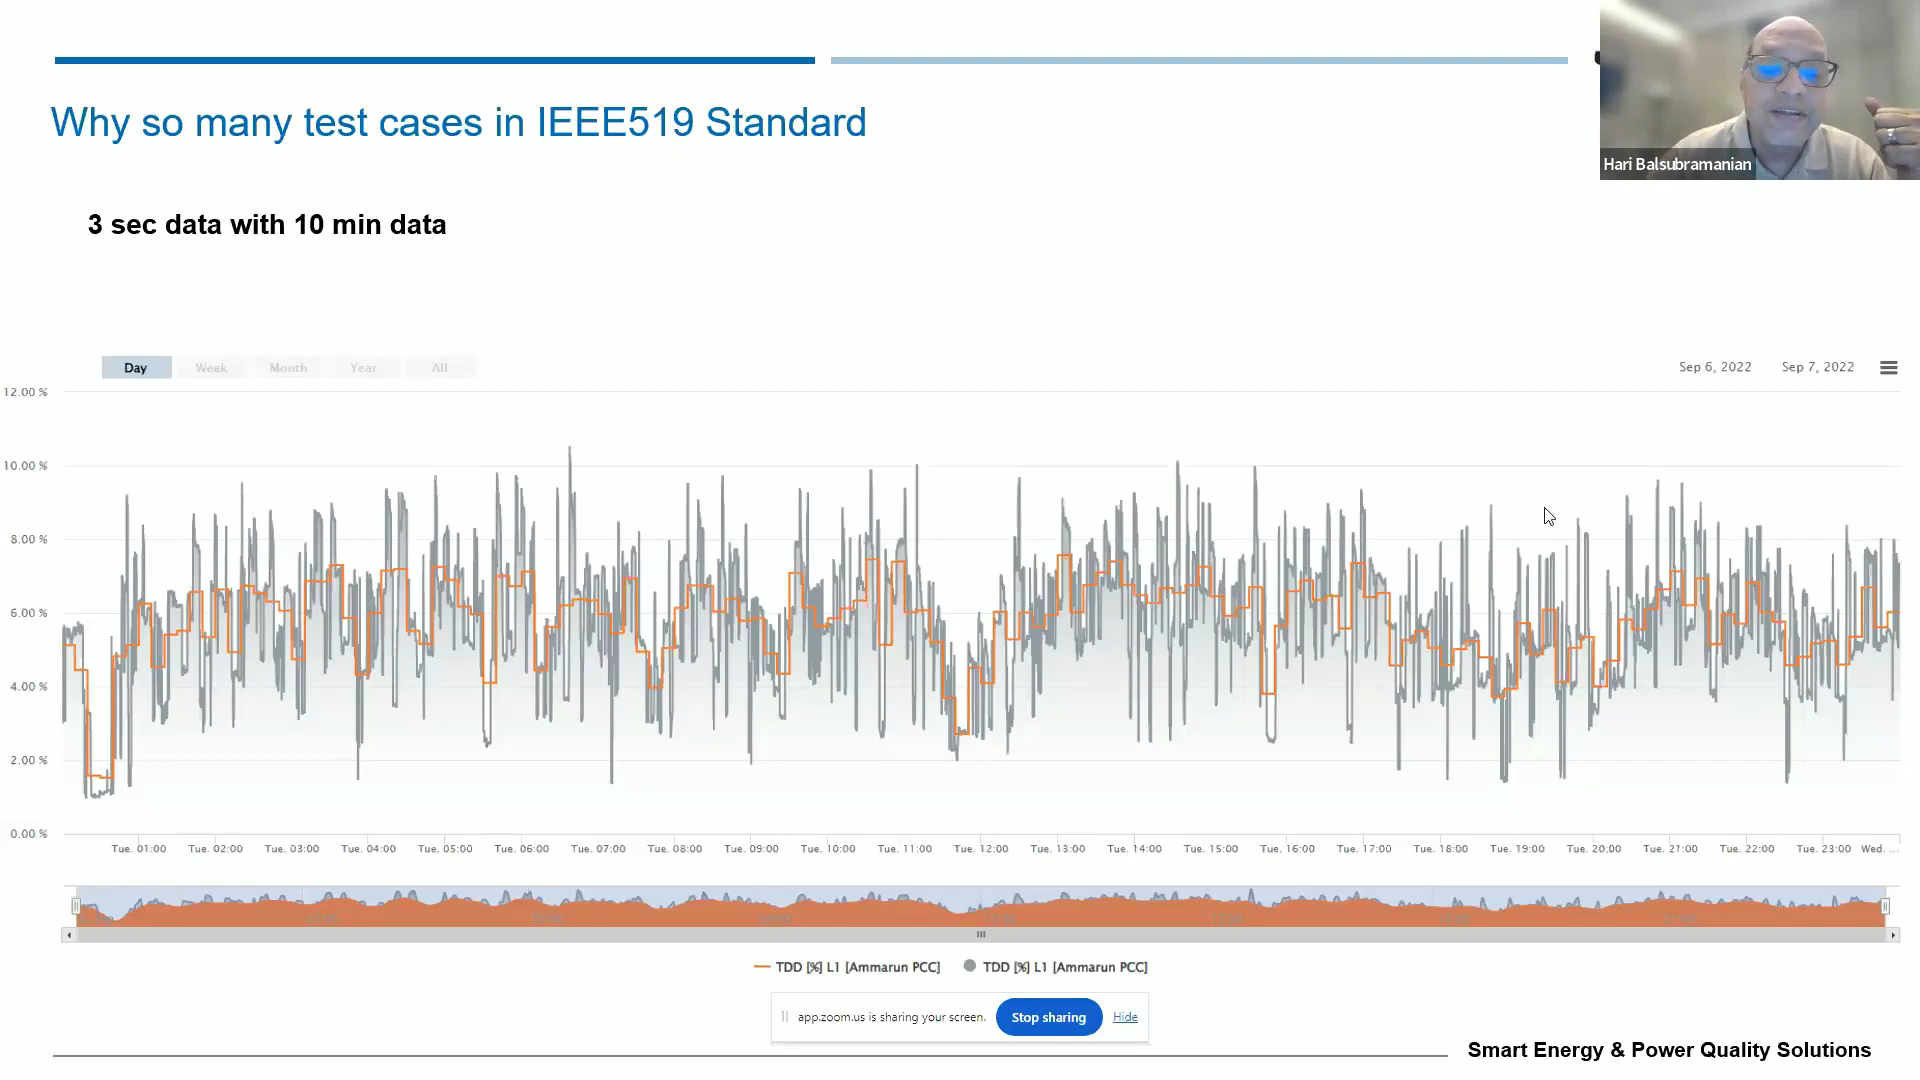 Why so many test cases in IEEE519 Standard
Hari Balsubramanian
3 sec data with 10 min data
Day Week Month Year All
Sep 6, 2022 Sep 7, 2022
12.00 %
10.00 %
8.00 %
6.00 %
4.00 %
2.00 %
0.00 %
Tue. 01:00 Tue. 02:00 Tue. 03:00 Tue. 04:00 Tue. 05:00 Tue. 06:00 Tue. 07:00 Tue. 08:00 Tue. 09:00 Tue. 10:00 Tue. 11:00 Tue. 12:00 Tue. 13:00 Tue. 14:00 Tue. 15:00 Tue. 16:00 Tue. 17:00 Tue. 18:00 Tue. 19:00 Tue. 20:00 Tue. 21:00 Tue. 22:00 Tue. 23:00 Wed. ...
TDD [%] L1 [Ammarun PCC] TDD [%] L1 [Ammarun PCC]
app.zoom.us is sharing your screen. Stop sharing Hide
Smart Energy & Power Quality Solutions